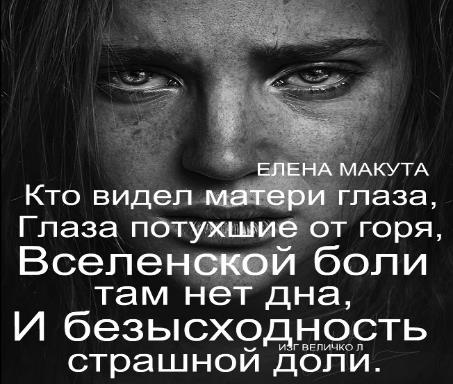 ЕЛЕНА МАКУТА
Кто видел матери глаза,
Глаза потухшие от горя,
Вселенской боли
там нет дна,
И безысходность
ИЗГ ВЕЛИЧКО Л
страшной доли.